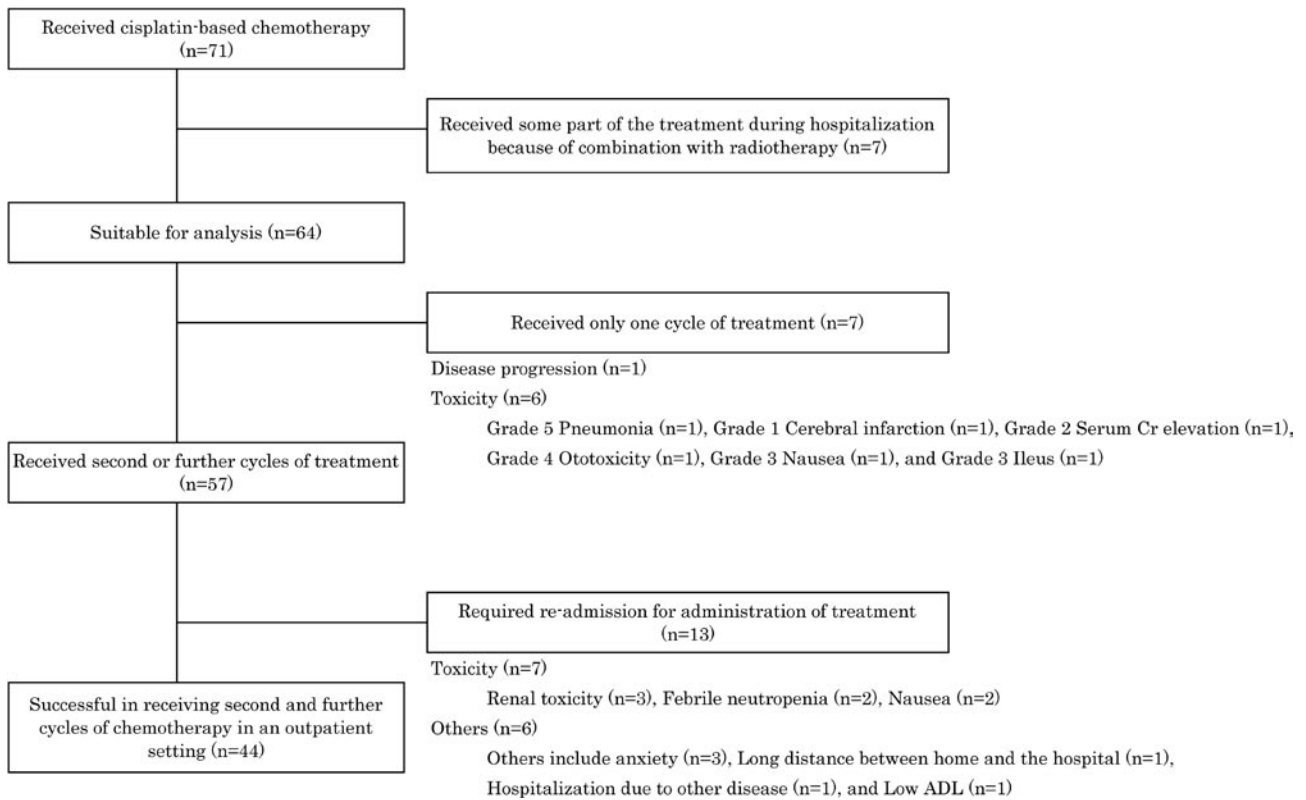 Received cisplatin-based chemotherapy
(n=71)
Received some part of the treatment during hospitalization
because of combination with radiotherapy (n=7)
Suitable for analysis (n=64)
Received only one cycle of treatment (n=7)
Disease progression (n=1)
Toxicity (n=6)
Grade 5 Pneumonia (n=1), Grade 1 Cerebral infarction (n=1), Grade 2 Serum Cr elevation (n=1),
Grade 4 Ototoxicity (n=1), Grade 3 Nausea (n=1), and Grade 3 Ileus (n=1)
Received second or further cycles of treatment
(n=57)
Required re-admission for administration of treatment
(n=13)
Toxicity (n=7)
Renal toxicity (n=3), Febrile neutropenia (n=2), Nausea (n=2)
Others (n=6)
Others include anxiety (n=3), Long distance between home and the hospital (n=1),
Hospitalization due to other disease (n=1), and Low ADL (n=1)
Successful in receiving second and further
cycles of chemotherapy in an outpatient
setting (n=44)